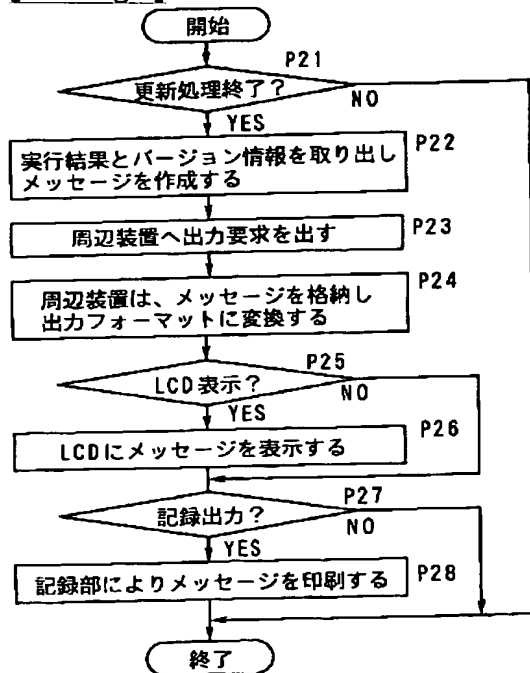 開始
P21
更新処理終了?
NO
YES
P22
実行結果とバージョン情報を取り出し
メッセージを作成する
周辺装置へ出力要求を出す
P23
P24
周辺装置は、メッセージを格納し
出力フォーマットに変換する
P25
LCD表示?
NO
YES
P26
LCDにメッセージを表示する
P27
記録出力?
NO
YES
記録部によりメッセージを印刷する
P28
終了